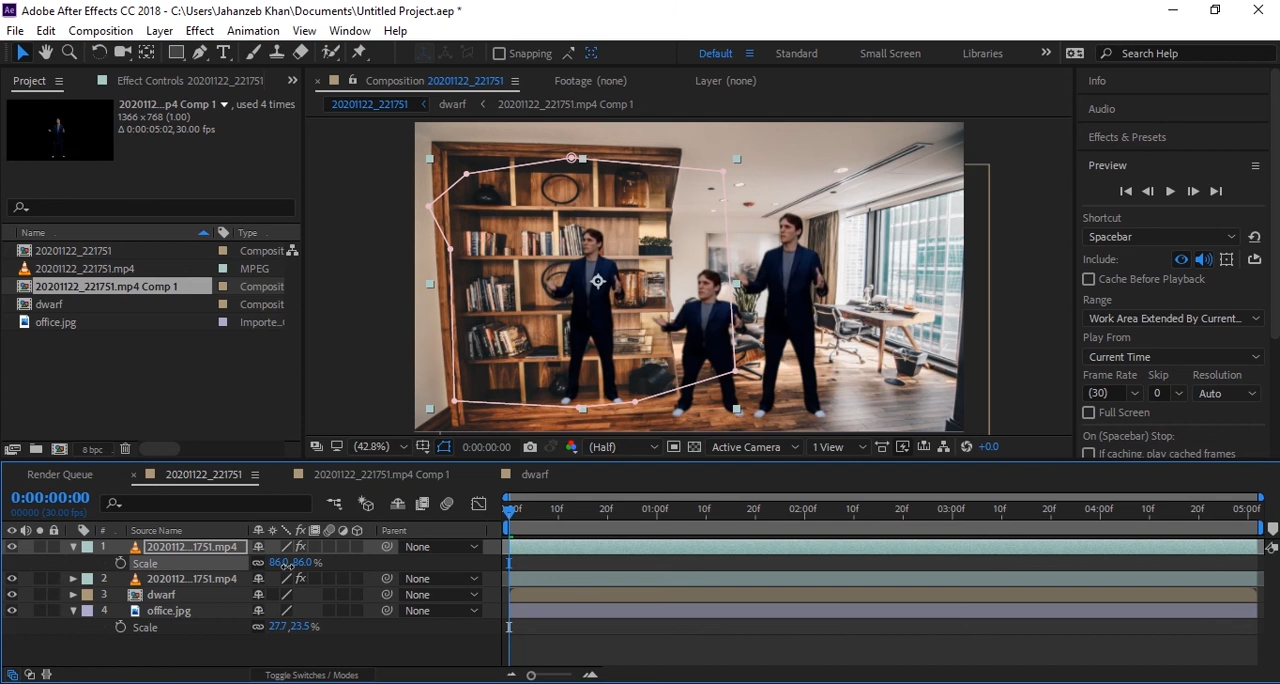 Ae Adobe After Effects CC 2018 - C:\Users\Jahanzeb Khan\Documents\Untitled Project.aep *
File Edit Composition Layer Effect Animation View Window Help
Snapping Default Standard Small Screen Libraries Search Help
Project Effect Controls 20201122_221751 Composition 20201122_221751 Footage (none) Layer (none) Info
20201122_221751 dwarf 20201122_221751.mp4 Comp 1
2020112...p4 Comp 1 , used 4 times
1366 x 768 (1.00)
Δ 0:00:05:02, 30.00 fps
Audio
Effects & Presets
Preview
Shortcut
Spacebar
Include:
Cache Before Playback
Range
Work Area Extended By Current...
Play From
Current Time
Frame Rate Skip Resolution
(30) 0 Auto
Full Screen
On (Spacebar) Stop:
If caching, play cached frames
Name Type
20201122_221751 Composit
20201122_221751.mp4 MPEG
20201122_221751.mp4 Comp 1 Composit
dwarf Composit
office.jpg Importe...
8 bpc
(42.8%) 0:00:00:00 (Half) Active Camera 1 View +0.0
Render Queue 20201122_221751 20201122_221751.mp4 Comp 1 dwarf
0:00:00:00
00000 (30.00 fps)
10f 20f 01:00f 10f 20f 02:00f 10f 20f 03:00f 10f 20f 04:00f 10f 20f 05:00f
# Source Name Parent
1 2020112...1751.mp4 None
Scale 86.0,86.0%
2 2020112...1751.mp4 None
3 dwarf None
4 office.jpg None
Scale 27.7,23.5%
Toggle Switches / Modes